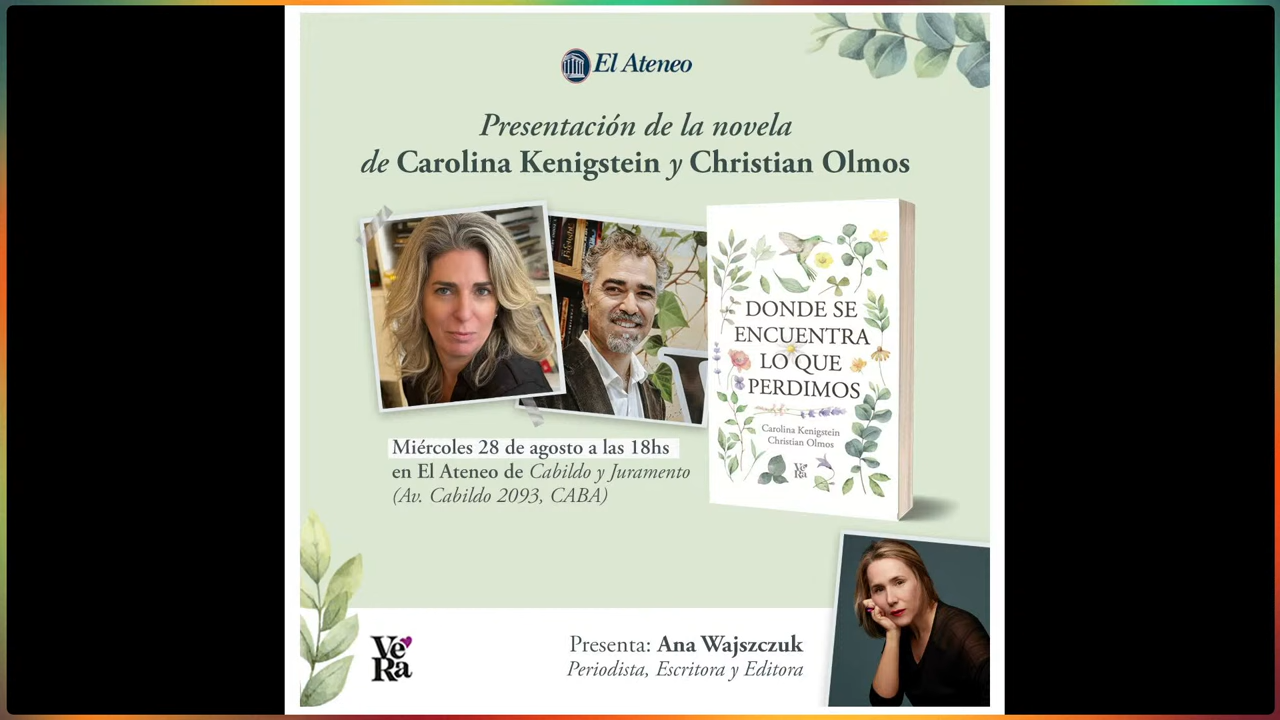 El Ateneo
Presentación de la novela
de Carolina Kenigstein y Christian Olmos
DONDE SE
ENCUENTRA
LO QUE
PERDIMOS
Carolina Kenigstein
Christian Olmos
VeRa
Miércoles 28 de agosto a las 18hs
en El Ateneo de Cabildo y Juramento
(Av. Cabildo 2093, CABA)
VeRa
Presenta: Ana Wajszczuk
Periodista, Escritora y Editora